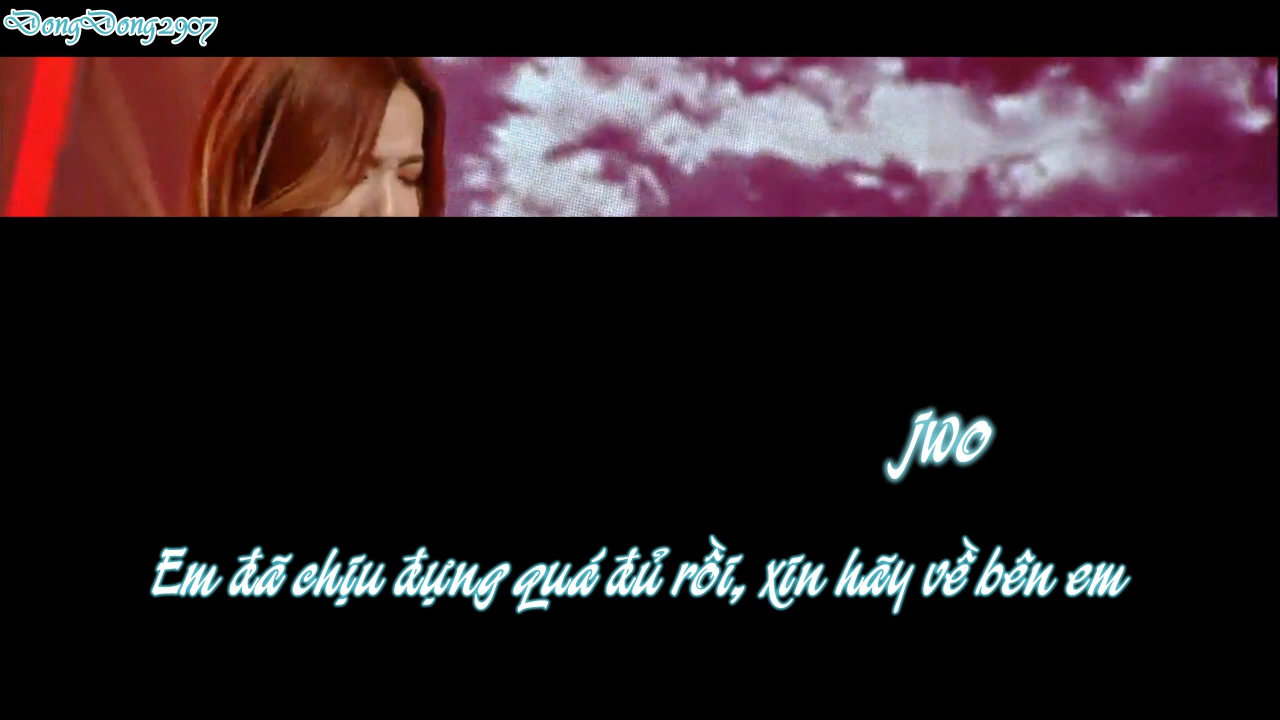 DongDong2907
jwo
Em đã chịu đựng quá đủ rồi, xin hãy về bên em